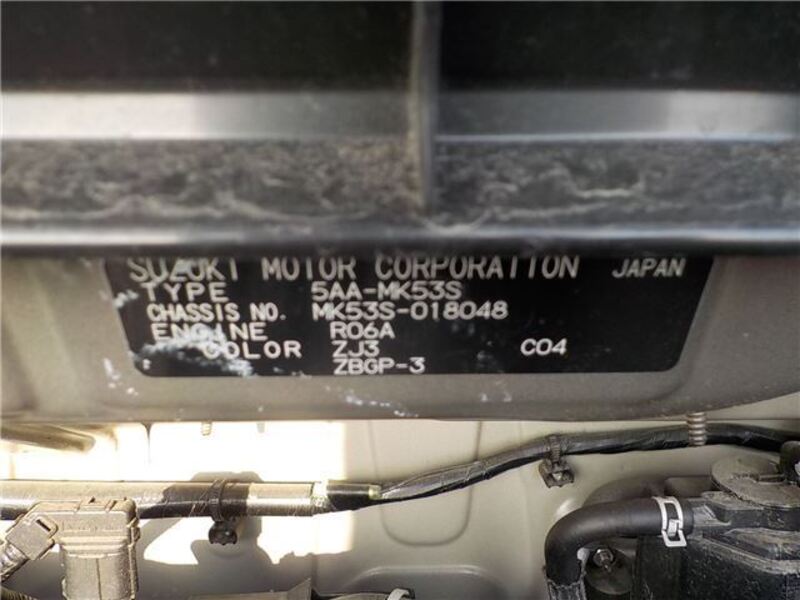 SUZUKI MOTOR CORPORATION JAPAN
TYPE 5AA-MK53S
CHASSIS NO. MK53S-018048
ENGINE R06A
COLOR ZJ3 C04
ZBGP-3